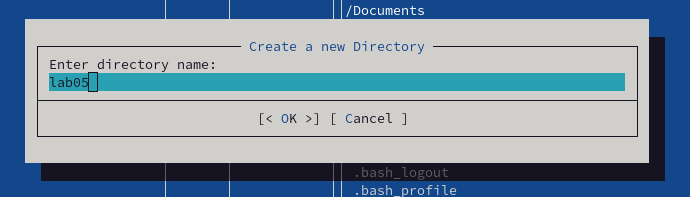 /Documents
Create a new Directory
Enter directory name:
lab05
[< OK >] [ Cancel ]
.bash_logout
.bash_profile